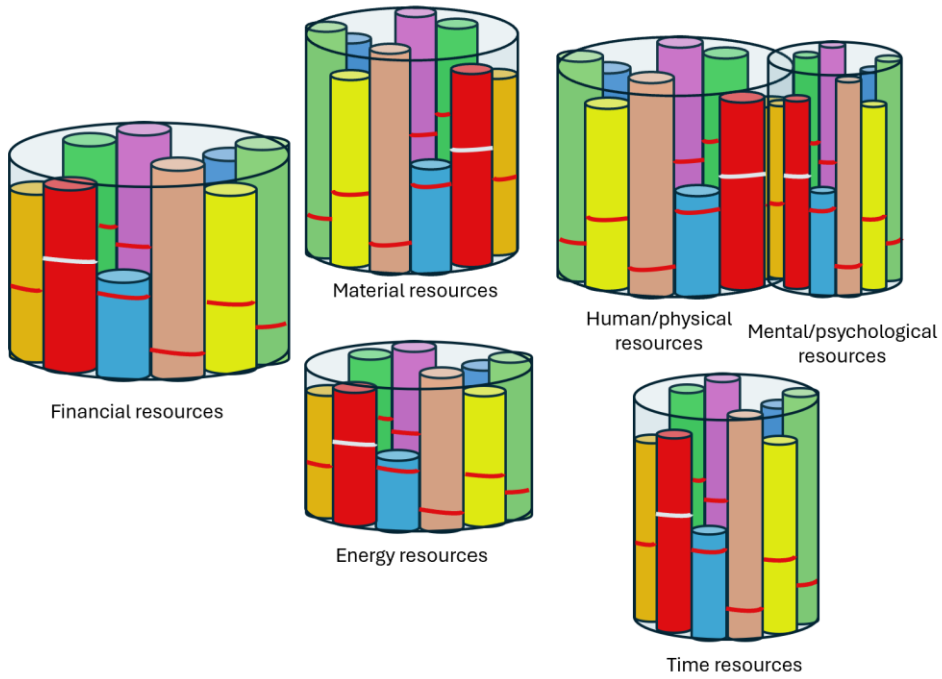 Material resources
Human/physical
resources
Mental/psychological
resources
Financial resources
Energy resources
Time resources